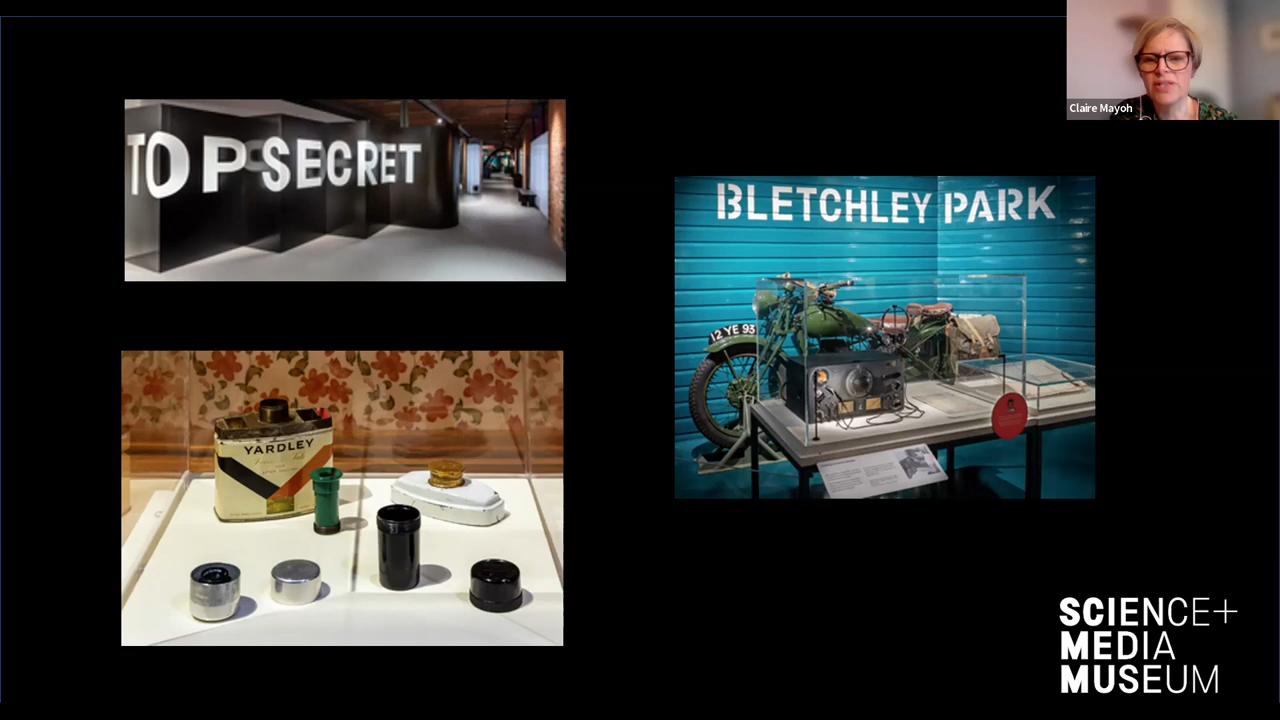 Claire Mayoh
TOP SECRET
BLETCHLEY PARK
12 YE 93
YARDLEY
SCIENCE+
MEDIA
MUSEUM